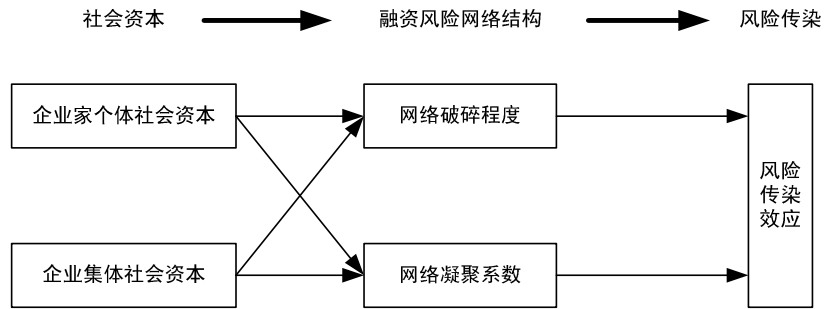 社会资本 融资风险网络结构 风险传染
企业家个体社会资本
网络破碎程度
企业集体社会资本
网络凝聚系数
风险
传染
效应